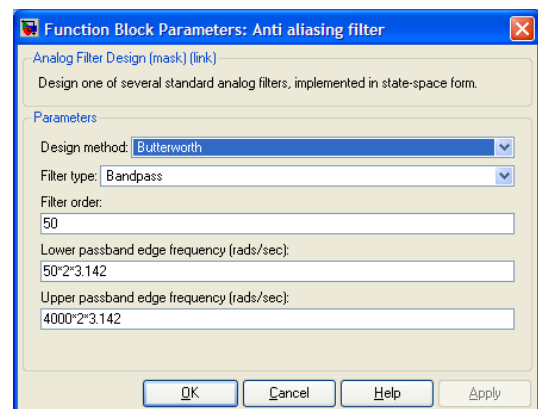 Function Block Parameters: Anti aliasing filter
Analog Filter Design (mask) (link)
Design one of several standard analog filters, implemented in state-space form.
Parameters
Design method: Butterworth
Filter type: Bandpass
Filter order:
50
Lower passband edge frequency (rads/sec):
50*2*3.142
Upper passband edge frequency (rads/sec):
4000*2*3.142
OK Cancel Help Apply